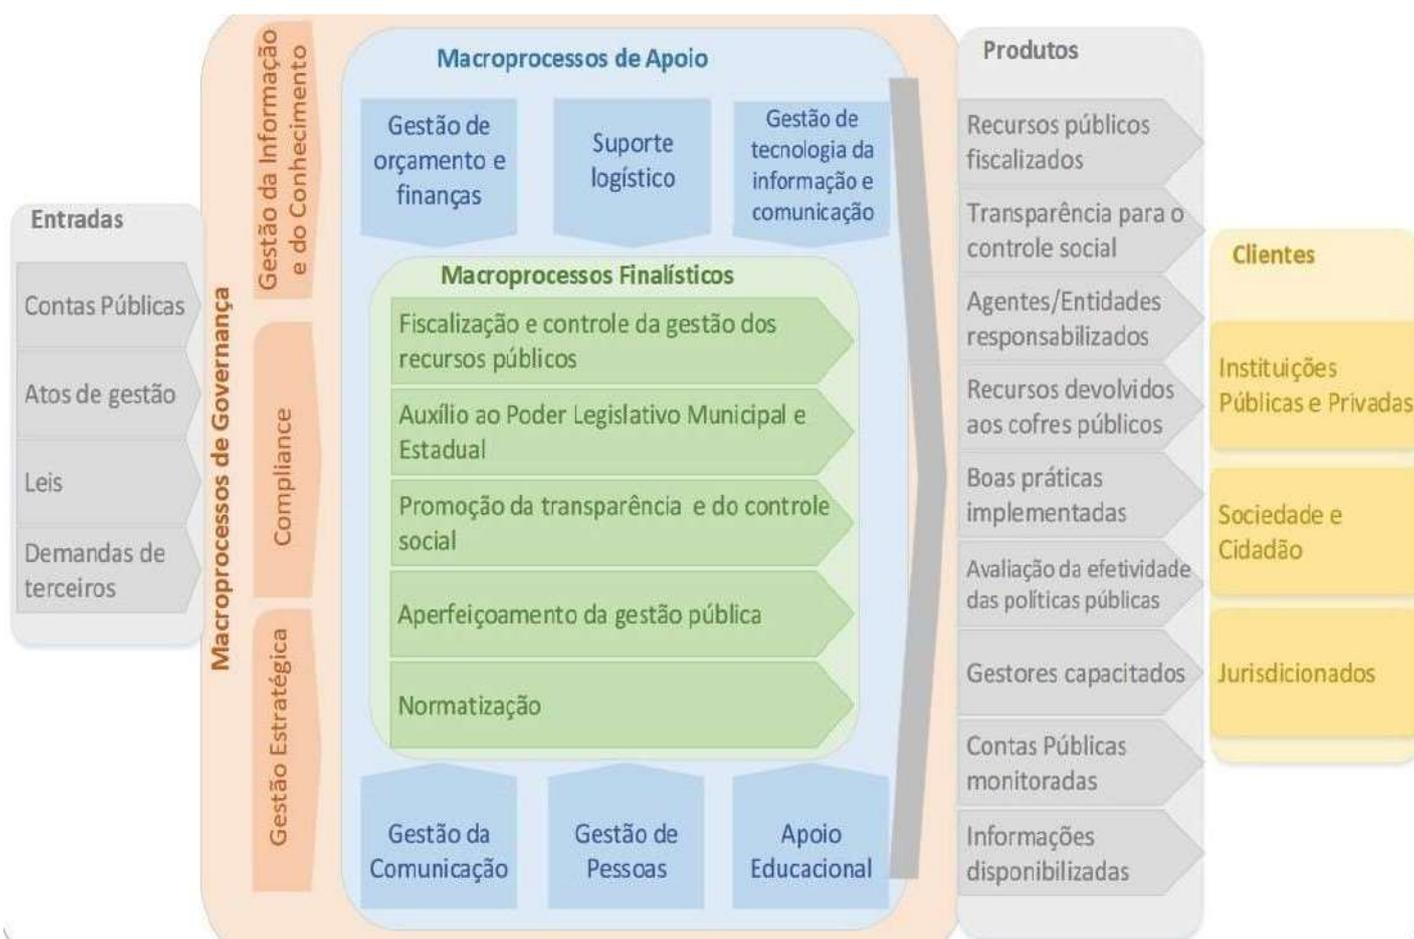 Entradas
Contas Públicas
Atos de gestão
Leis
Demandas de
terceiros
Macroprocessos de Governança
Gestão da Informação
e do Conhecimento
Compliance
Gestão Estratégica
Macroprocessos de Apoio
Gestão de
orçamento e
finanças
Suporte
logístico
Gestão de
tecnologia da
informação e
comunicação
Macroprocessos Finalísticos
Fiscalização e controle da gestão dos
recursos públicos
Auxílio ao Poder Legislativo Municipal e
Estadual
Promoção da transparência e do controle
social
Aperfeiçoamento da gestão pública
Normatização
Gestão da
Comunicação
Gestão de
Pessoas
Apoio
Educacional
Produtos
Recursos públicos
fiscalizados
Transparência para o
controle social
Agentes/Entidades
responsabilizados
Recursos devolvidos
aos cofres públicos
Boas práticas
implementadas
Avaliação da efetividade
das políticas públicas
Gestores capacitados
Contas Públicas
monitoradas
Informações
disponibilizadas
Clientes
Instituições
Públicas e Privadas
Sociedade e
Cidadão
Jurisdicionados